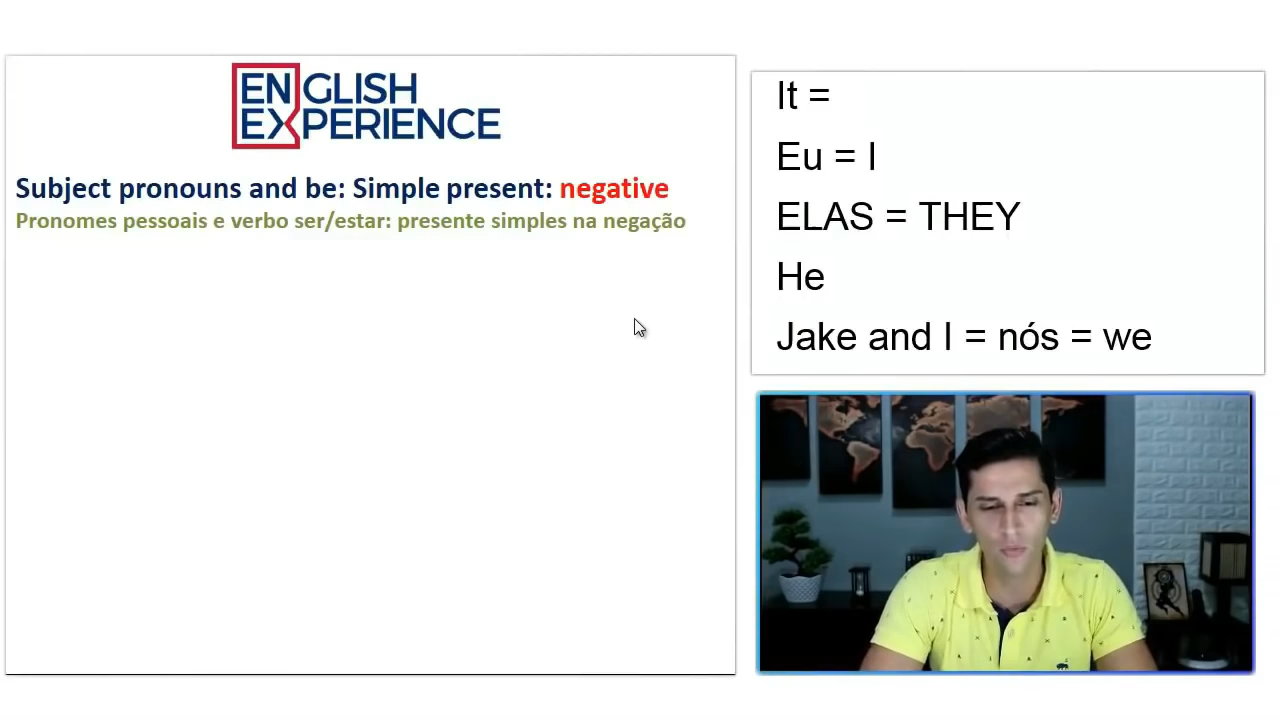 ENGLISH
EXPERIENCE
Subject pronouns and be: Simple present: negative
Pronomes pessoais e verbo ser/estar: presente simples na negação
It =
Eu = I
ELAS = THEY
He
Jake and I = nós = we